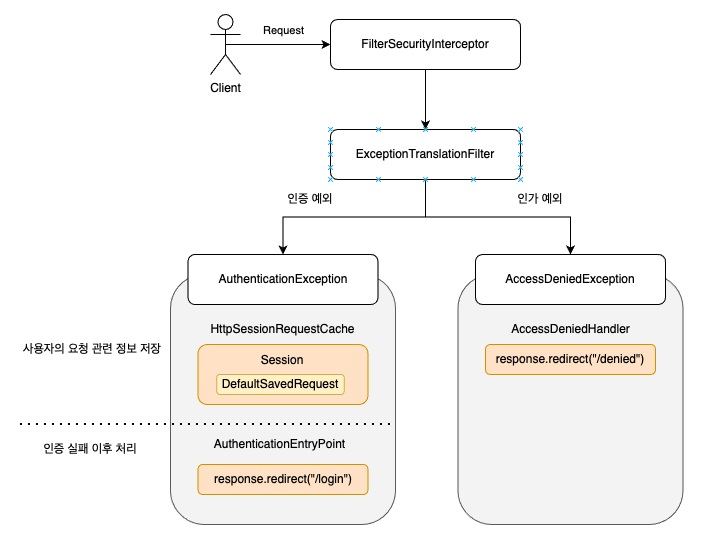 Request
FilterSecurityInterceptor
Client
ExceptionTranslationFilter
인증 예외
인가 예외
AuthenticationException
AccessDeniedException
HttpSessionRequestCache
AccessDeniedHandler
사용자의 요청 관련 정보 저장
Session
response.redirect("/denied")
DefaultSavedRequest
인증 실패 이후 처리
AuthenticationEntryPoint
response.redirect("/login")